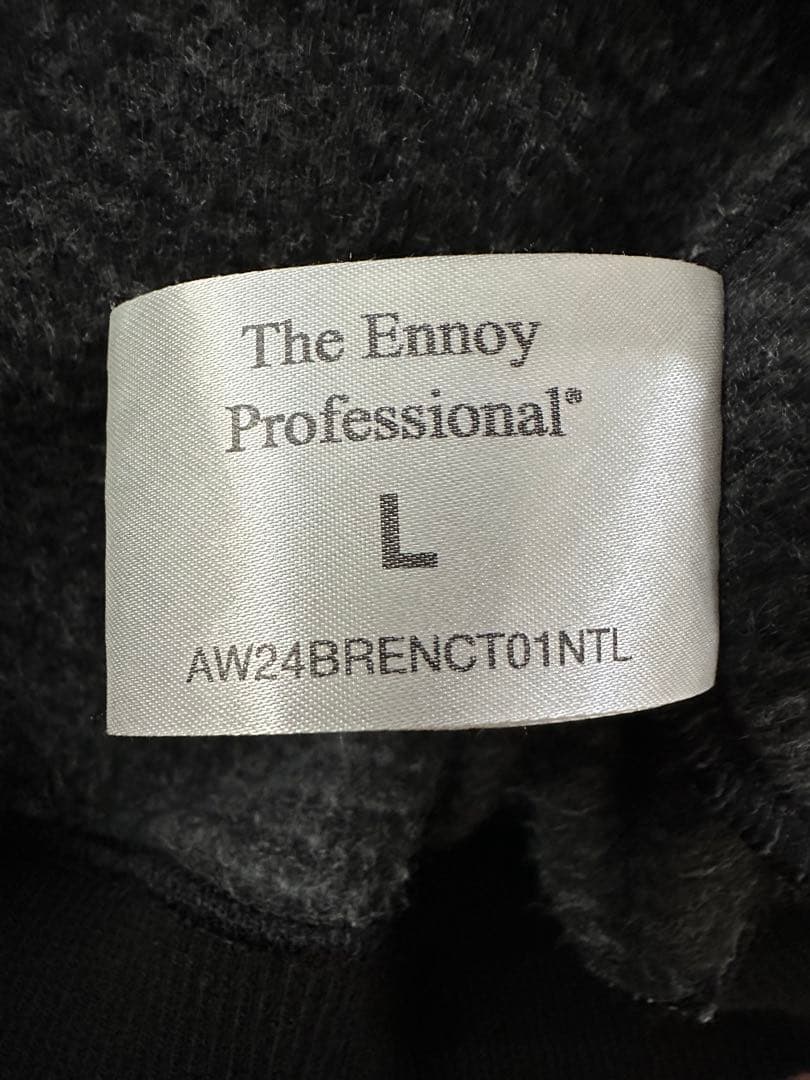 The Ennoy
Professional®
L
AW24BRENCT01NTL